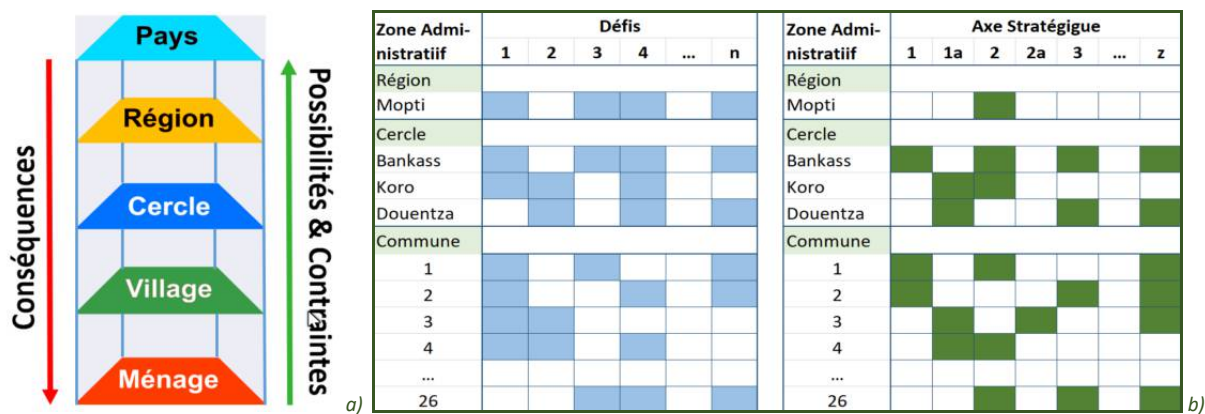 Pays
Région
Cercle
Village
Ménage
Conséquences
Possibilités & Contraintes
a)
Zone Admi- Défis
nistratiif 1 2 3 4 ... n
Région
Mopti
Cercle
Bankass
Koro
Douentza
Commune
1
2
3
4
...
26
Zone Admi- Axe Stratégigue
nistratiif 1 1a 2 2a 3 ... z
Région
Mopti
Cercle
Bankass
Koro
Douentza
Commune
1
2
3
4
...
26
b)